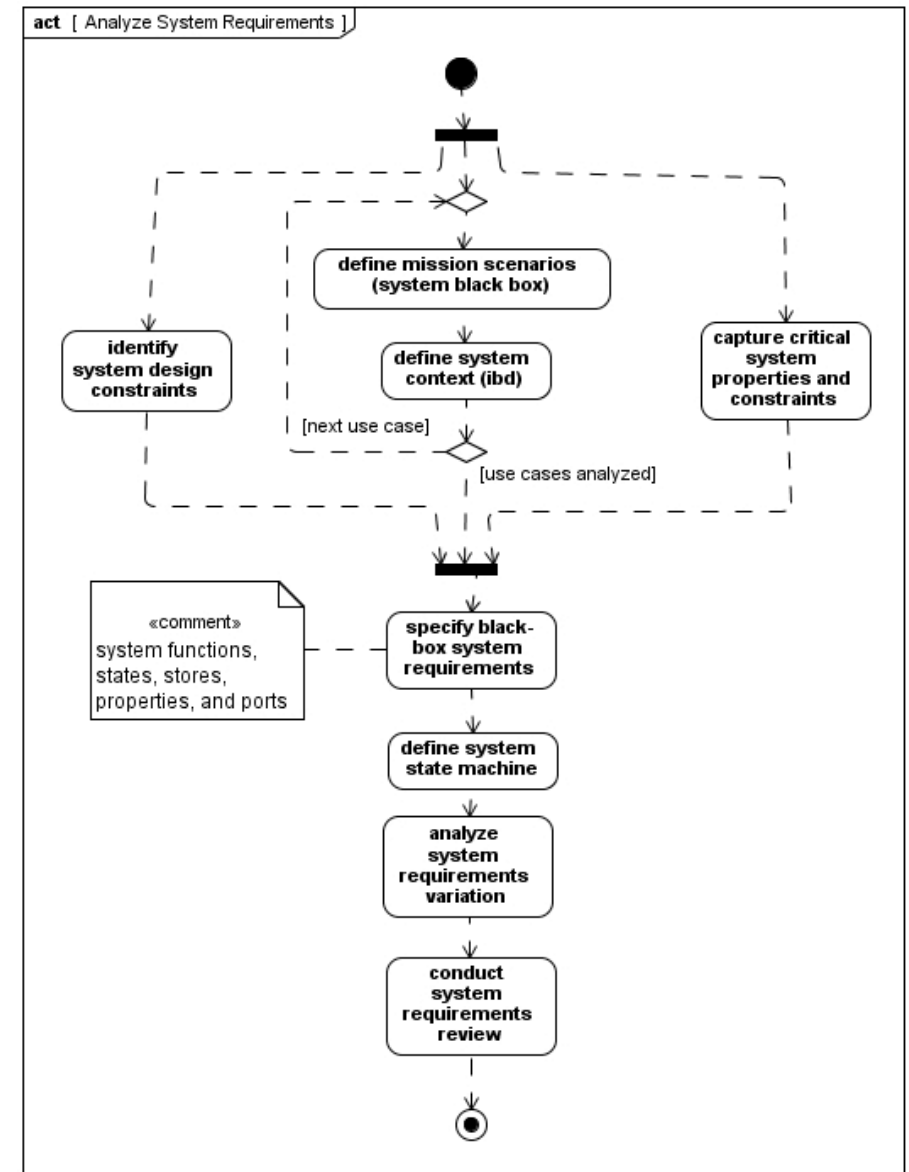 act [ Analyze System Requirements ]
define mission scenarios
(system black box)
identify
system design
constraints
define system
context (ibd)
capture critical
system
properties and
constraints
[next use case]
[use cases analyzed]
«comment»
system functions,
states, stores,
properties, and ports
specify black-
box system
requirements
define system
state machine
analyze
system
requirements
variation
conduct
system
requirements
review